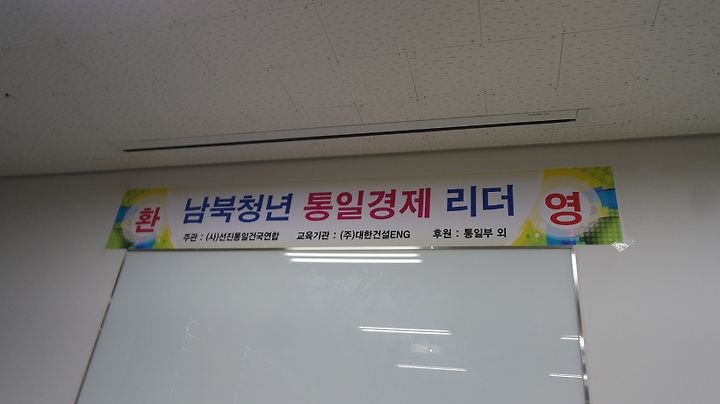 환 남북청년 통일경제 리더 영
주관 : (사)선진통일건국연합 교육기관 : (주)대한건설ENG 후원 : 통일부 외